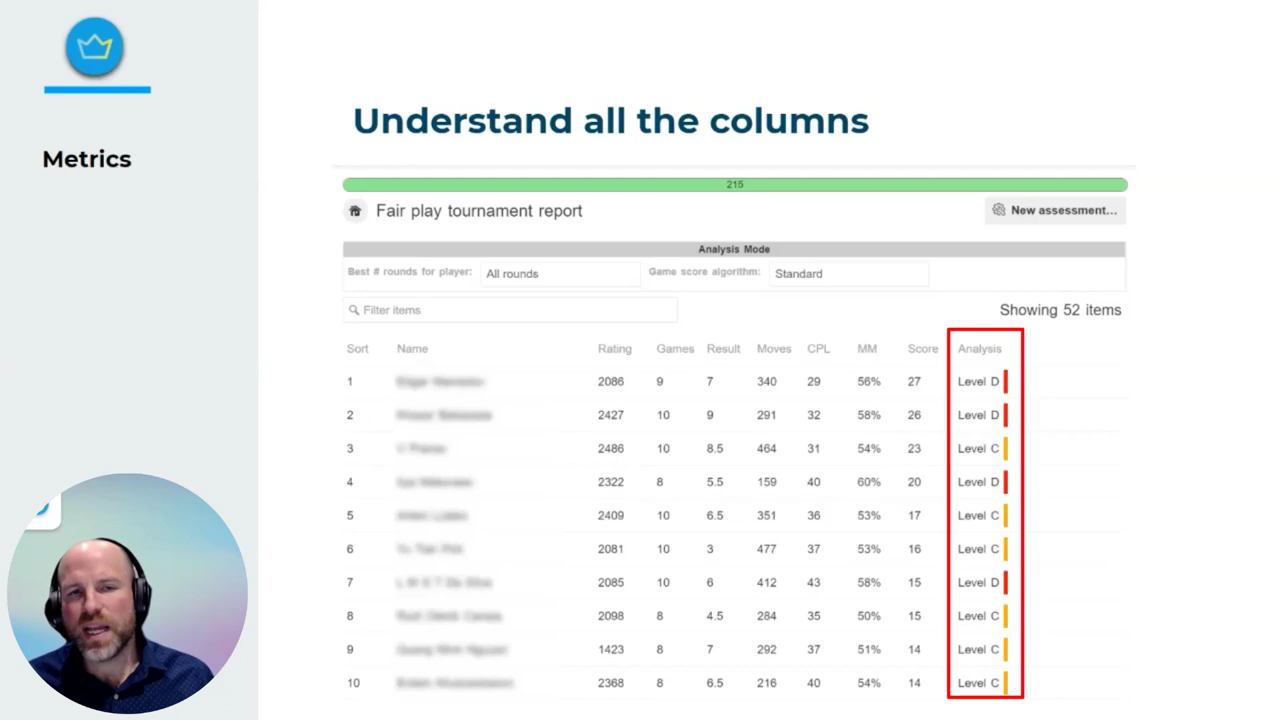 Understand all the columns
Metrics
215
Fair play tournament report
New assessment...
Analysis Mode
Best # rounds for player: All rounds Game score algorithm: Standard
Filter items
Showing 52 items
Sort Name Rating Games Result Moves CPL MM Score Analysis
1 2086 9 7 340 29 56% 27 Level D
2 2427 10 9 291 32 58% 26 Level D
3 2486 10 8.5 464 31 54% 23 Level C
4 2322 8 5.5 159 40 60% 20 Level D
5 2409 10 6.5 351 36 53% 17 Level C
6 2081 10 3 477 37 53% 16 Level C
7 2085 10 6 412 43 58% 15 Level D
8 2098 8 4.5 284 35 50% 15 Level C
9 1423 8 7 292 37 51% 14 Level C
10 2368 8 6.5 216 40 54% 14 Level C